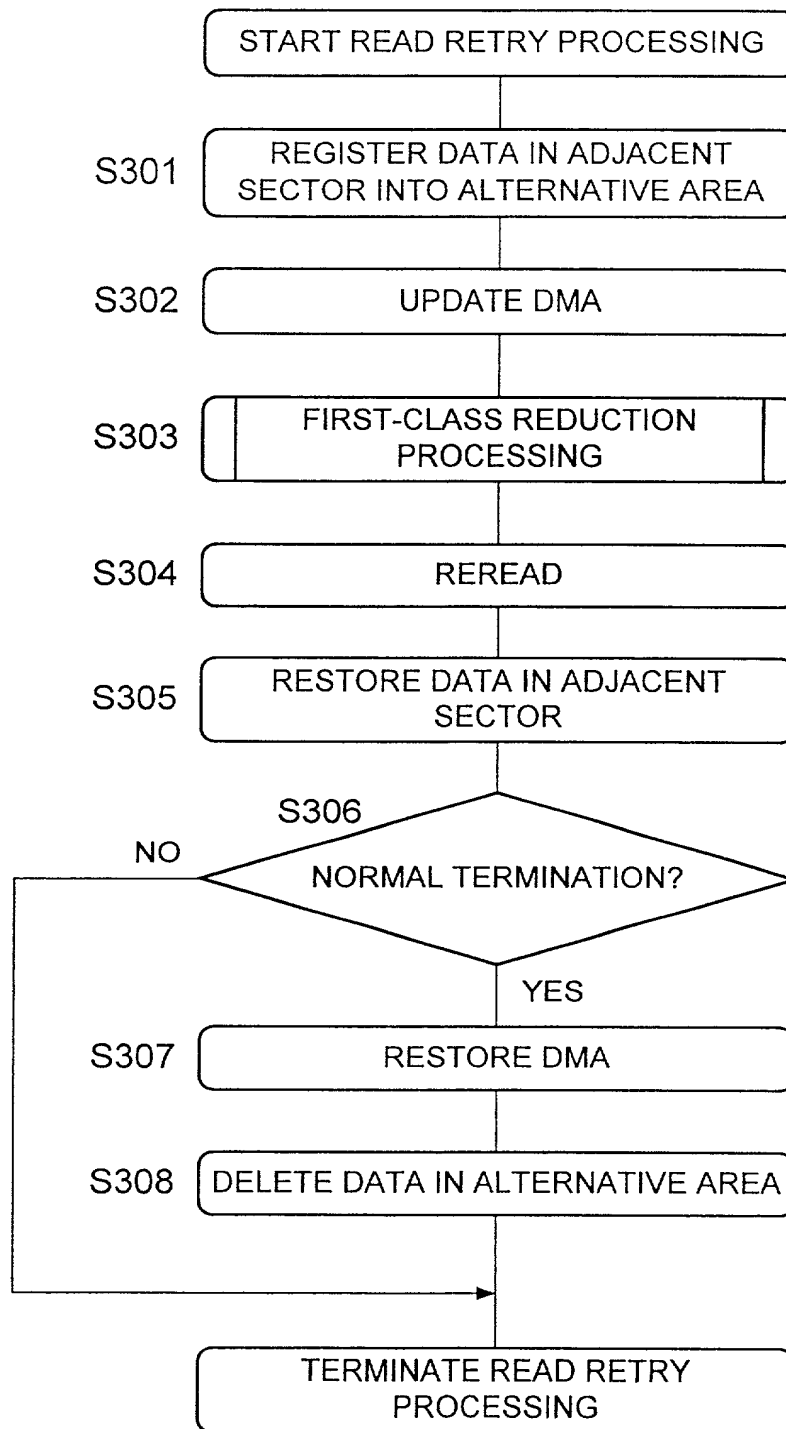 START READ RETRY PROCESSING
S301
REGISTER DATA IN ADJACENT
SECTOR INTO ALTERNATIVE AREA
S302
UPDATE DMA
S303
FIRST-CLASS REDUCTION
PROCESSING
S304
REREAD
S305
RESTORE DATA IN ADJACENT
SECTOR
S306
NO
NORMAL TERMINATION?
YES
S307
RESTORE DMA
S308
DELETE DATA IN ALTERNATIVE AREA
TERMINATE READ RETRY
PROCESSING